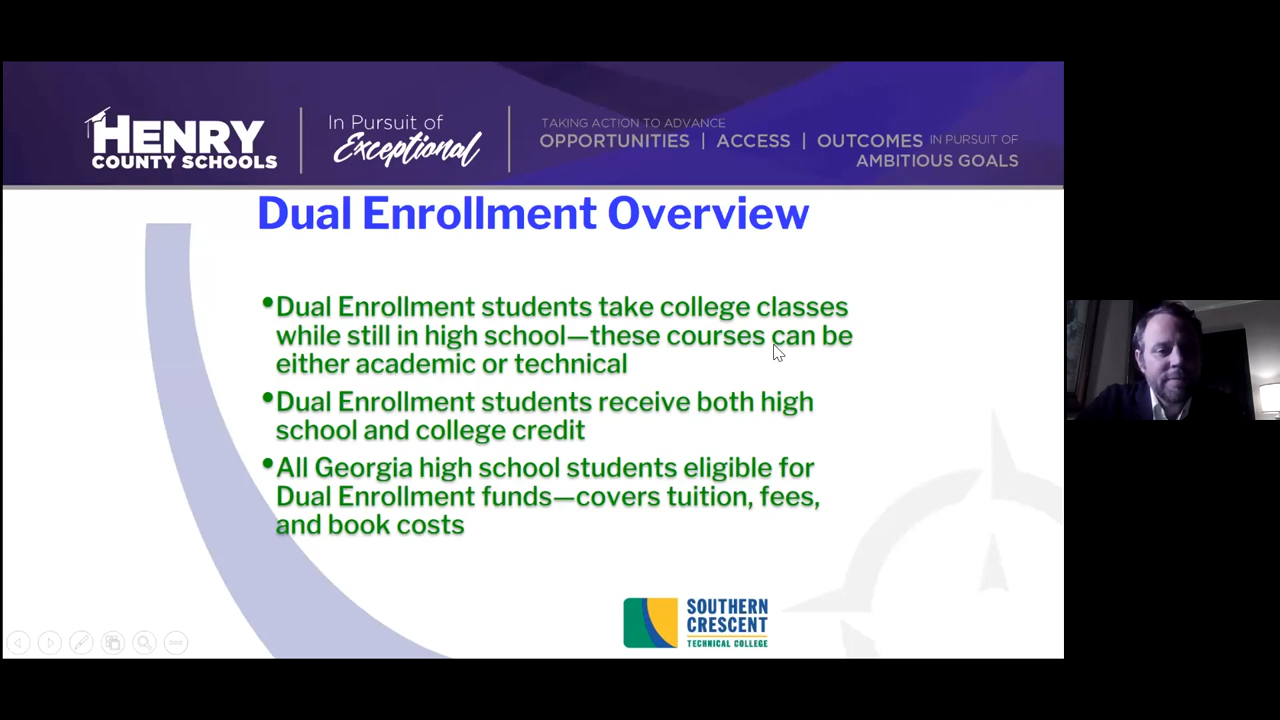 HENRY
COUNTY SCHOOLS
In Pursuit of
Exceptional
TAKING ACTION TO ADVANCE
OPPORTUNITIES | ACCESS | OUTCOMES IN PURSUIT OF
AMBITIOUS GOALS
Dual Enrollment Overview
•Dual Enrollment students take college classes
while still in high school—these courses can be
either academic or technical
•Dual Enrollment students receive both high
school and college credit
•All Georgia high school students eligible for
Dual Enrollment funds—covers tuition, fees,
and book costs
SOUTHERN
CRESCENT
TECHNICAL COLLEGE